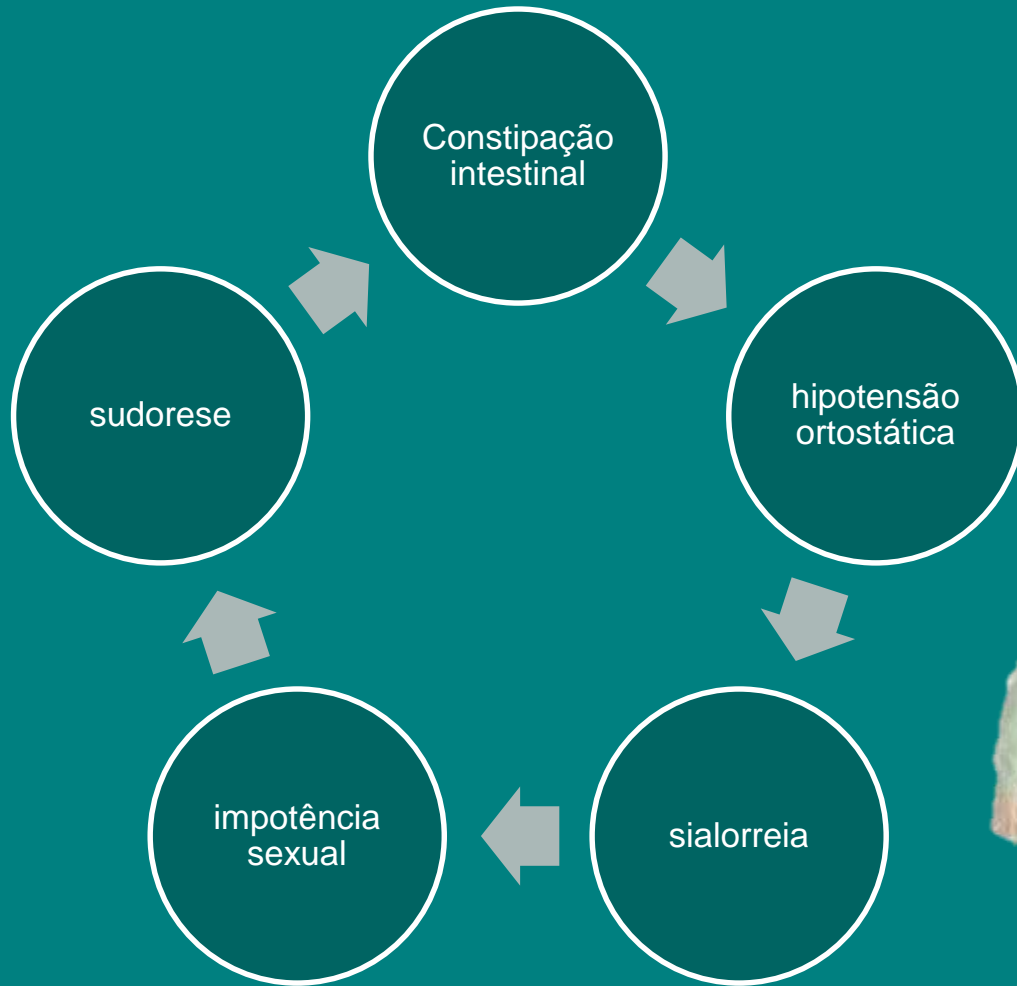 Constipação
intestinal
hipotensão
ortostática
sialorreia
impotência
sexual
sudorese